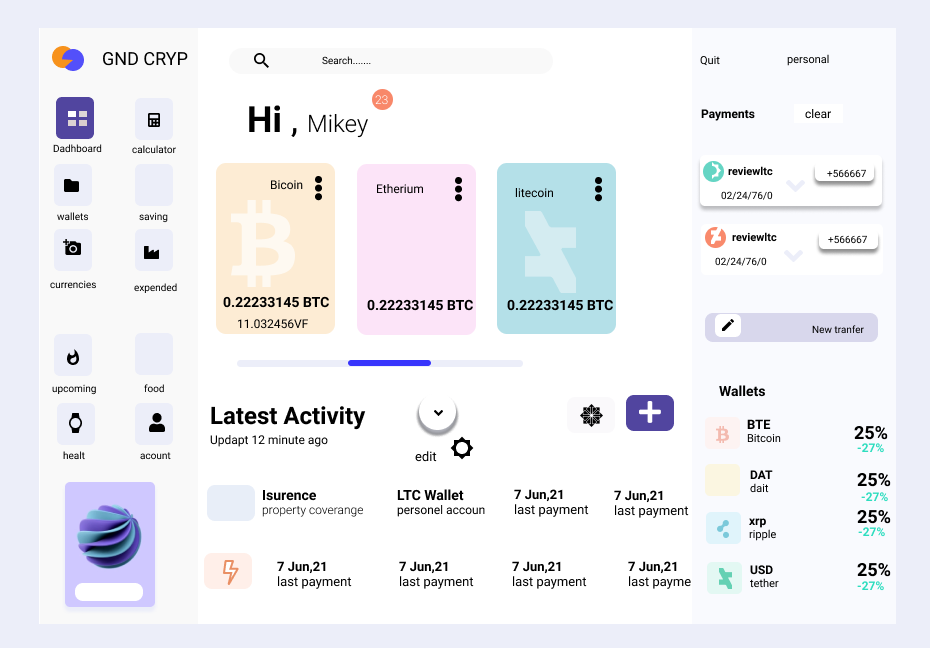 GND CRYP
Dadhboard
calculator
wallets
saving
currencies
expended
upcoming
food
healt
acount
Search.......
Hi , Mikey
23
Bicoin
0.22233145 BTC
11.032456VF
Etherium
0.22233145 BTC
litecoin
0.22233145 BTC
Latest Activity
Updapt 12 minute ago
edit
Isurence
property coverange
LTC Wallet
personel accoun
7 Jun,21
last payment
7 Jun,21
last payment
7 Jun,21
last payment
7 Jun,21
last payment
7 Jun,21
last payment
7 Jun,21
last payme
Quit
personal
Payments
clear
reviewltc
+566667
02/24/76/0
reviewltc
+566667
02/24/76/0
New tranfer
Wallets
BTE
Bitcoin
25%
-27%
DAT
dait
25%
-27%
xrp
ripple
25%
-27%
USD
tether
25%
-27%